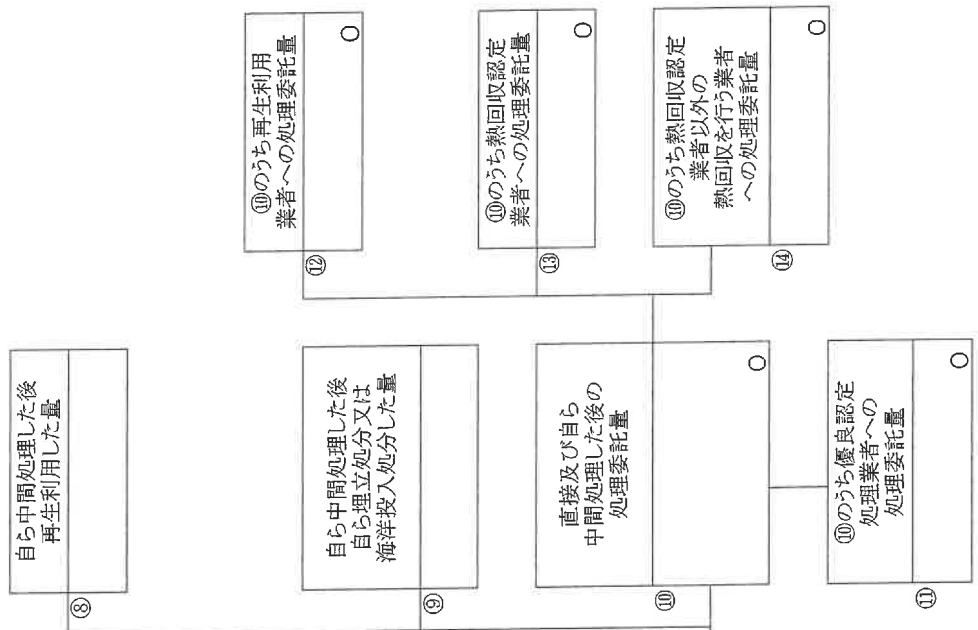 ⑧
自ら中間処理した後
再生利用した量
⑨
自ら中間処理した後
自ら埋立処分又は
海洋投入処分した量
⑩
直接及び自ら
中間処理した後の
処理委託量
0
⑪
⑩のうち優良認定
処理業者への
処理委託量
0
⑫
⑩のうち再生利用
業者への処理委託量
0
⑬
⑩のうち熱回収認定
業者への処理委託量
0
⑭
⑩のうち熱回収認定
業者以外の
熱回収を行う業者
への処理委託量
0